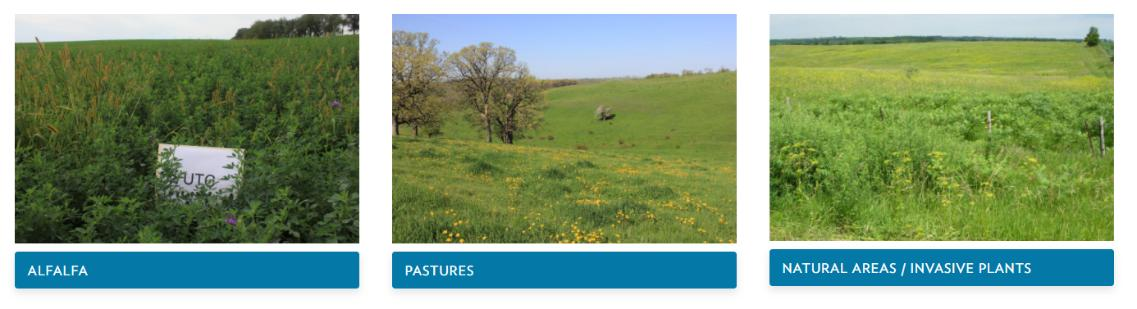 UTC
ALFALFA
PASTURES
NATURAL AREAS / INVASIVE PLANTS